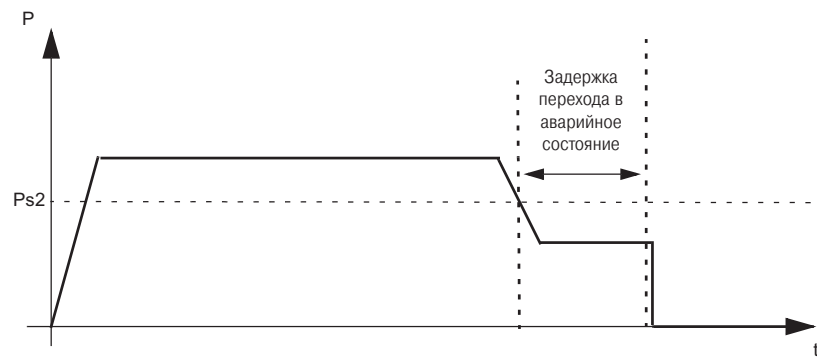 P
Задержка
перехода в
аварийное
состояние
Ps2
t